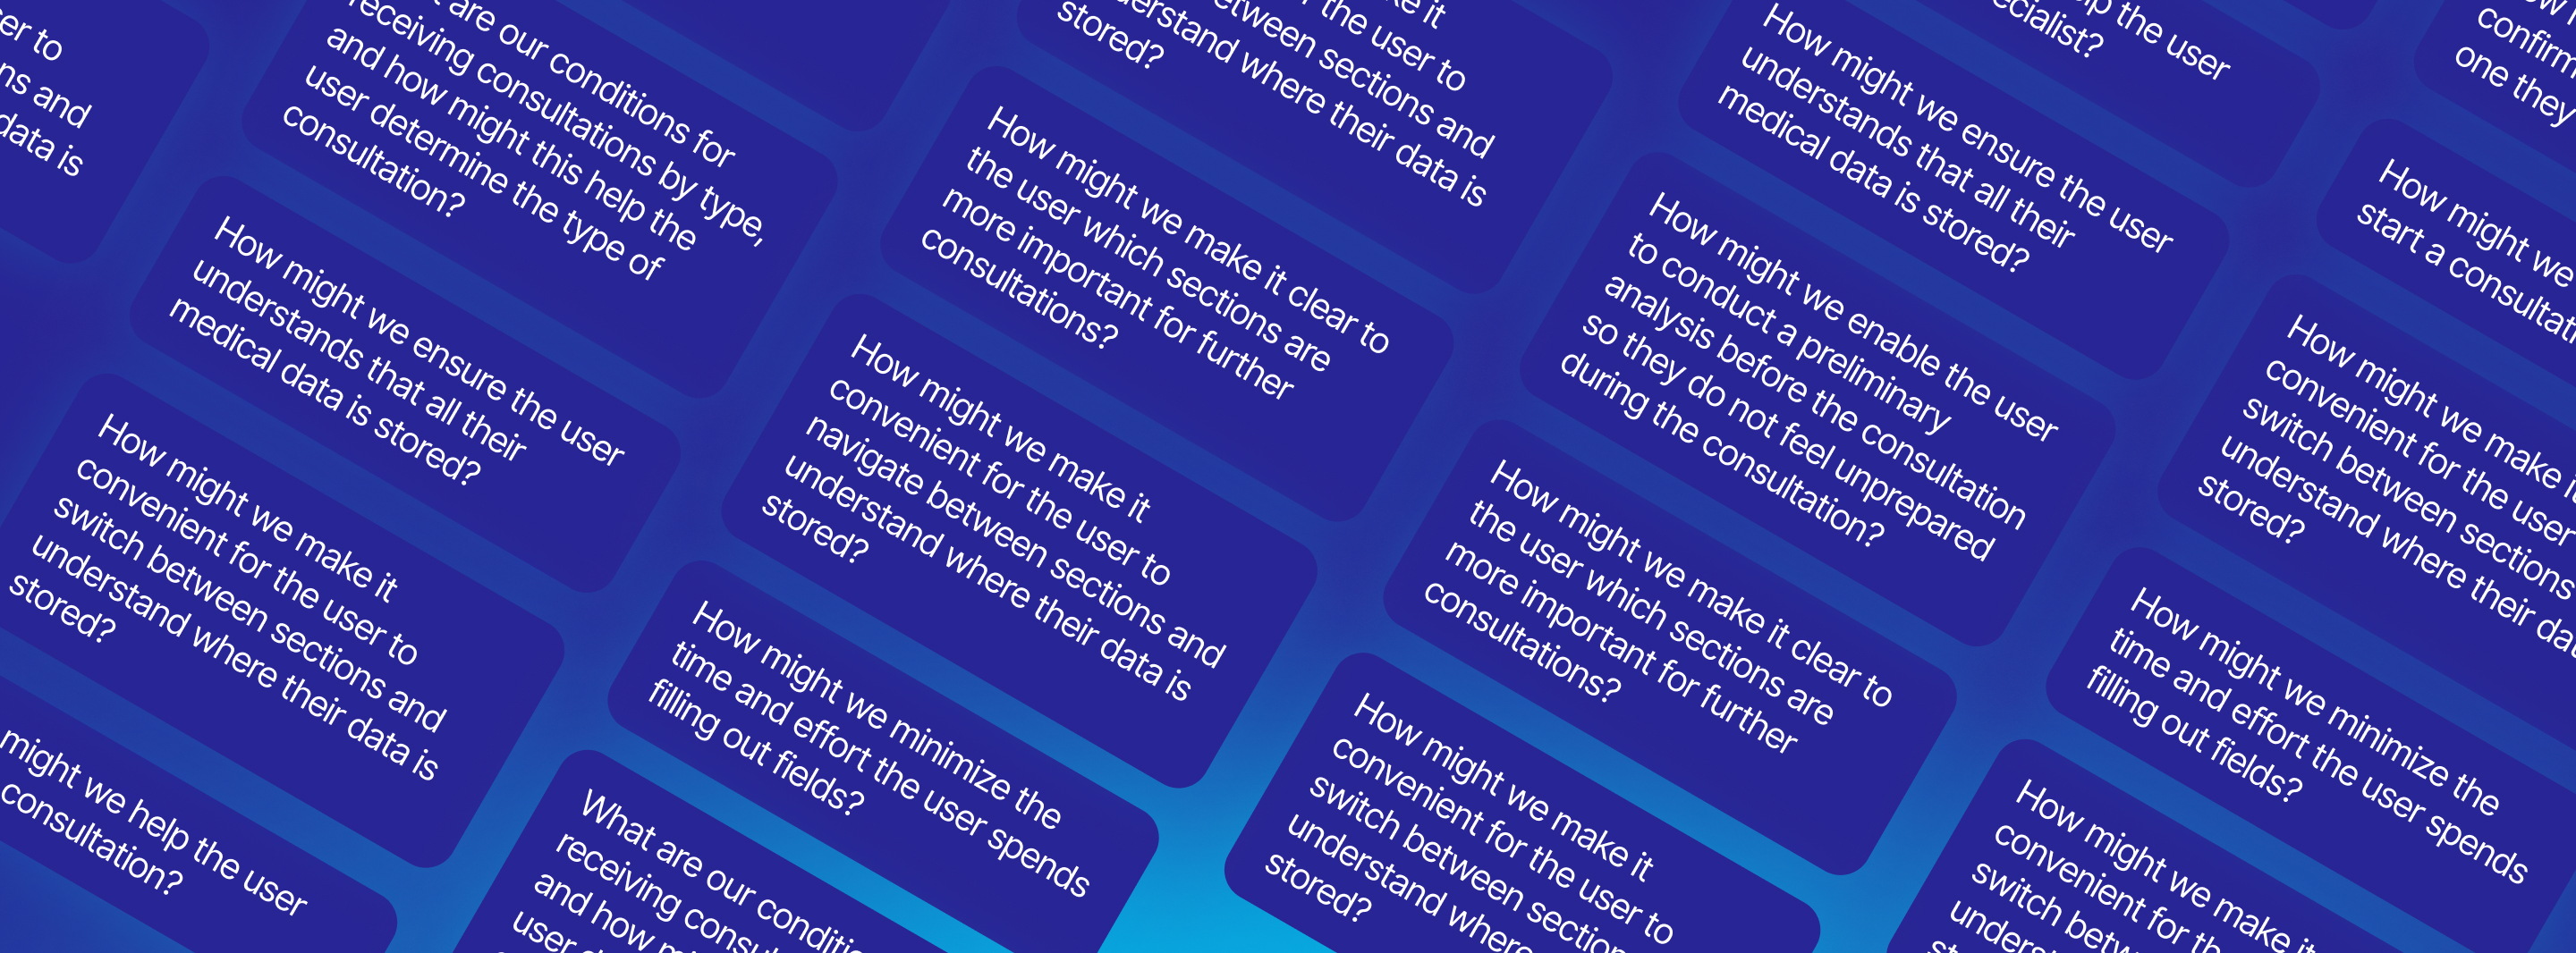 er to
ns and
data is
are our conditions for
receiving consultations by type,
and how might this help the
user determine the type of
consultation?
How might we ensure the user
understands that all their
medical data is stored?
How might we make it
convenient for the user to
switch between sections and
understand where their data is
stored?
might we help the user
consultation?
ke it
r the user to
etween sections and
derstand where their data is
stored?
How might we make it clear to
the user which sections are
more important for further
consultations?
How might we make it
convenient for the user to
navigate between sections and
understand where their data is
stored?
How might we minimize the
time and effort the user spends
filling out fields?
What are our conditio
receiving consul
and how mi
user
lp the user
ecialist?
How might we ensure the user
understands that all their
medical data is stored?
How might we enable the user
to conduct a preliminary
analysis before the consultation
so they do not feel unprepared
during the consultation?
How might we make it clear to
the user which sections are
more important for further
consultations?
How might we make it
convenient for the user to
switch between section
understand where
stored?
confirm
one they
How might we
start a consultati
How might we make it
convenient for the user
switch between sections
understand where their da
stored?
How might we minimize the
time and effort the user spends
filling out fields?
How might we make it
convenient for th
switch betw
unders